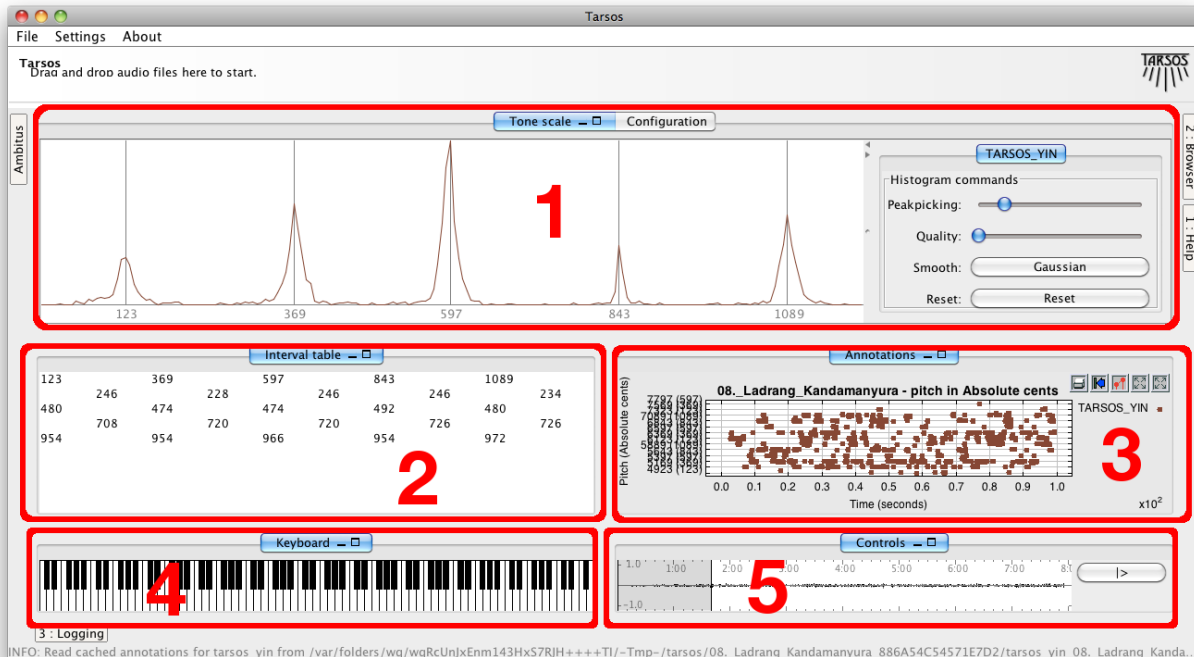 Tarsos
File Settings About
Tarsos
Drag and drop audio files here to start.
TARSOS
Ambitus
Tone scale
Configuration
2 : Browser
1 : Help
TARSOS_YIN
Histogram commands
Peakpicking:
Quality:
Smooth: Gaussian
Reset: Reset
1
123 369 597 843 1089
Interval table
123 369 597 843 1089
246 228 246 246 234
480 474 474 492 480
708 720 720 726 726
954 954 966 954 972
2
Annotations
08._Ladrang_Kandamanyura - pitch in Absolute cents
Pitch (Absolute cents)
7797 (597)
4923 (123)
TARSOS_YIN
3
0.0 0.1 0.2 0.3 0.4 0.5 0.6 0.7 0.8 0.9 1.0
Time (seconds)
x10²
Keyboard
4
Controls
1.0 1:00 2:00 3:00 4:00 5:00 6:00 7:00 8:
-1.0
5
|>
3 : Logging